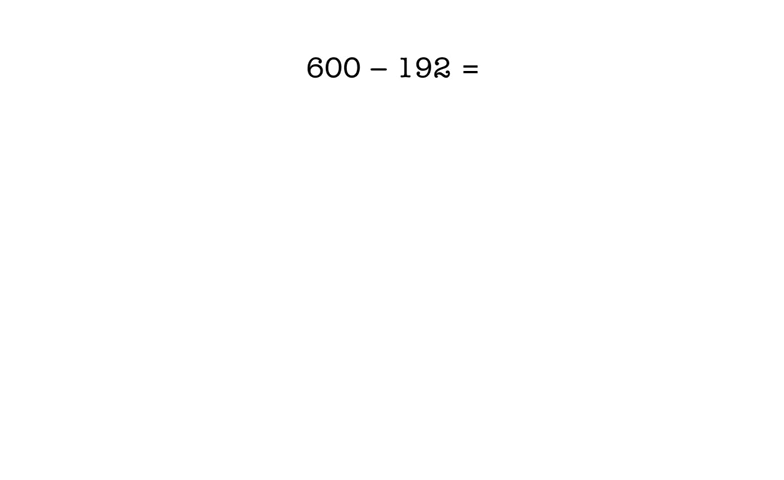 600 – 192 =